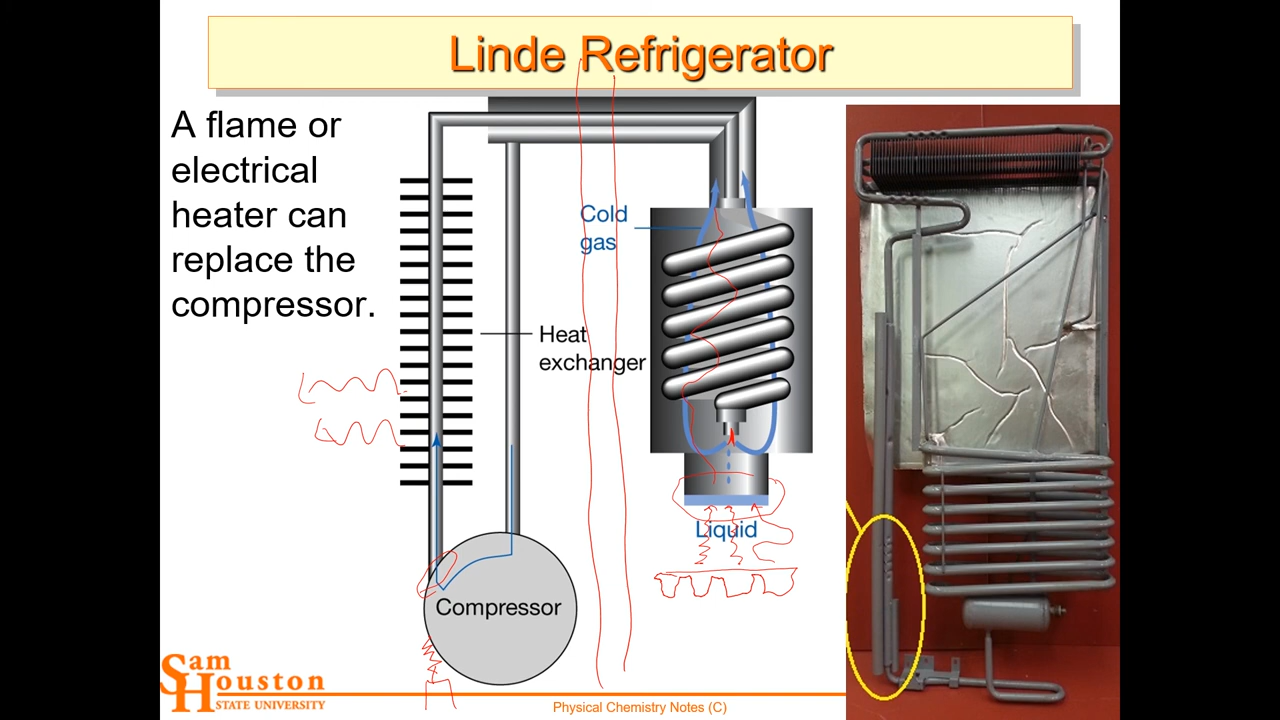 Linde Refrigerator
A flame or
electrical
heater can
replace the
compressor.
Cold
gas
Heat
exchanger
Liquid
Compressor
Sam
Houston
STATE UNIVERSITY
Physical Chemistry Notes (C)